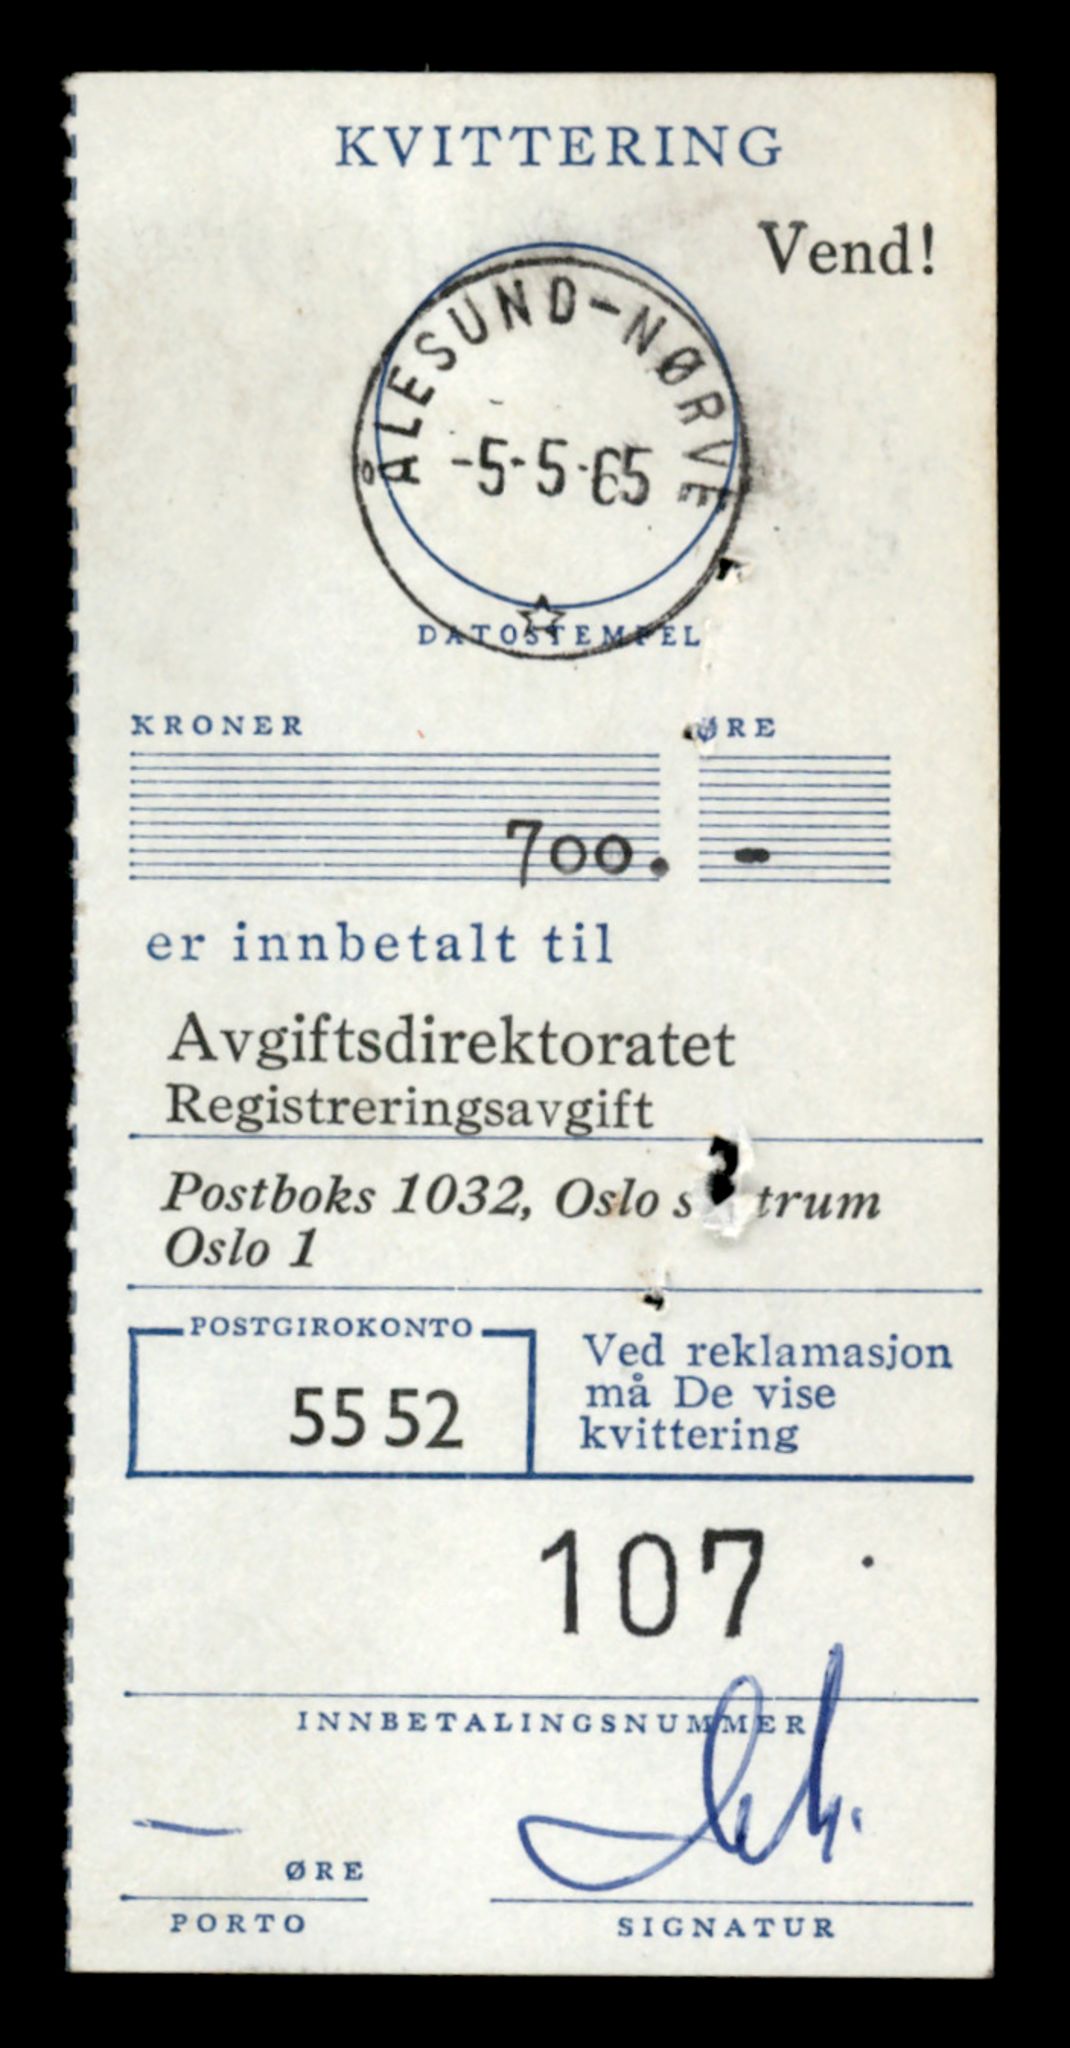 KVITTERING
Vend!
ÅLESUND-NØRVE
-5-5-65
DATOSTEMPEL
KRONER ØRE
700. -
er innbetalt til
Avgiftsdirektoratet
Registreringsavgift
Postboks 1032, Oslo s trum
Oslo 1
POSTGIROKONTO
55 52
Ved reklamasjon
må De vise
kvittering
107
INNBETALINGSNUMMER
ØRE
PORTO
SIGNATUR